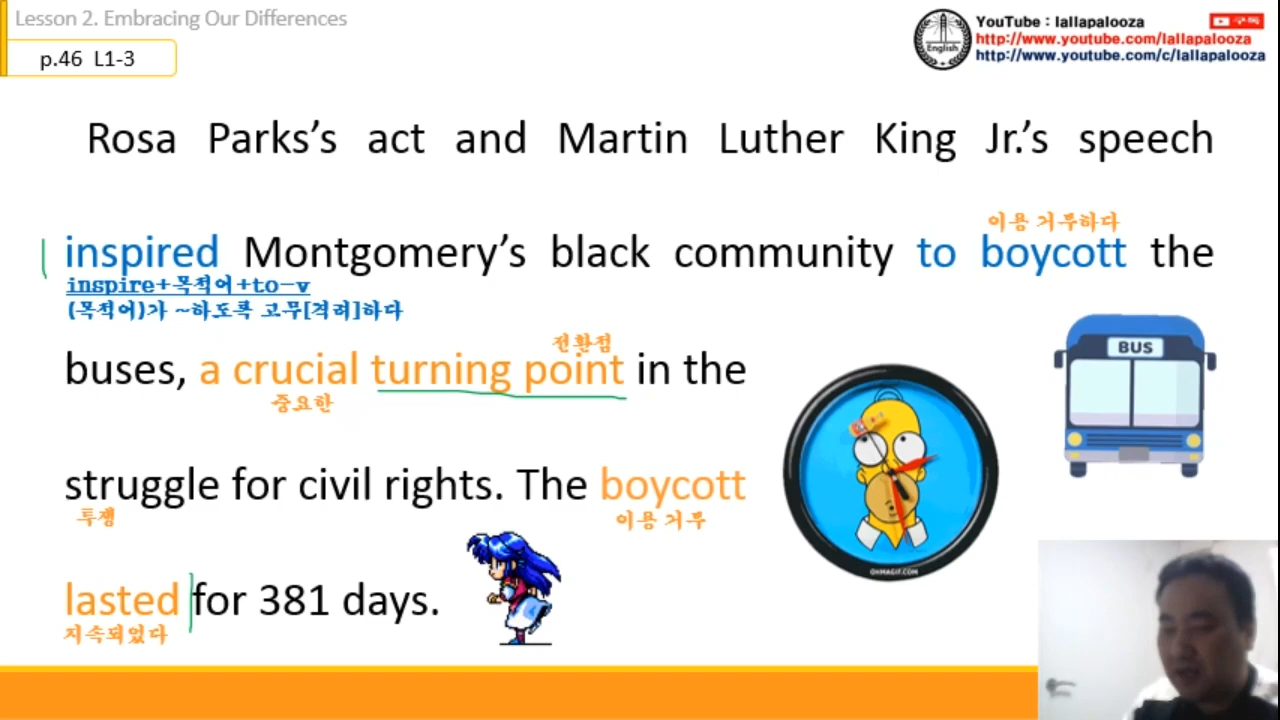 Lesson 2. Embracing Our Differences
p.46 L1-3
English
YouTube : lallapalooza
구독
http://www.youtube.com/lallapalooza
http://www.youtube.com/c/lallapalooza
Rosa Parks’s act and Martin Luther King Jr.’s speech
이용 거부하다
inspired Montgomery’s black community to boycott the
inspire+목적어+to-v
(목적어)가 ~하도록 고무[격려]하다
전환점
buses, a crucial turning point in the
중요한
BUS
struggle for civil rights. The boycott
투쟁
이용 거부
OHMAGIF.COM
lasted for 381 days.
지속되었다